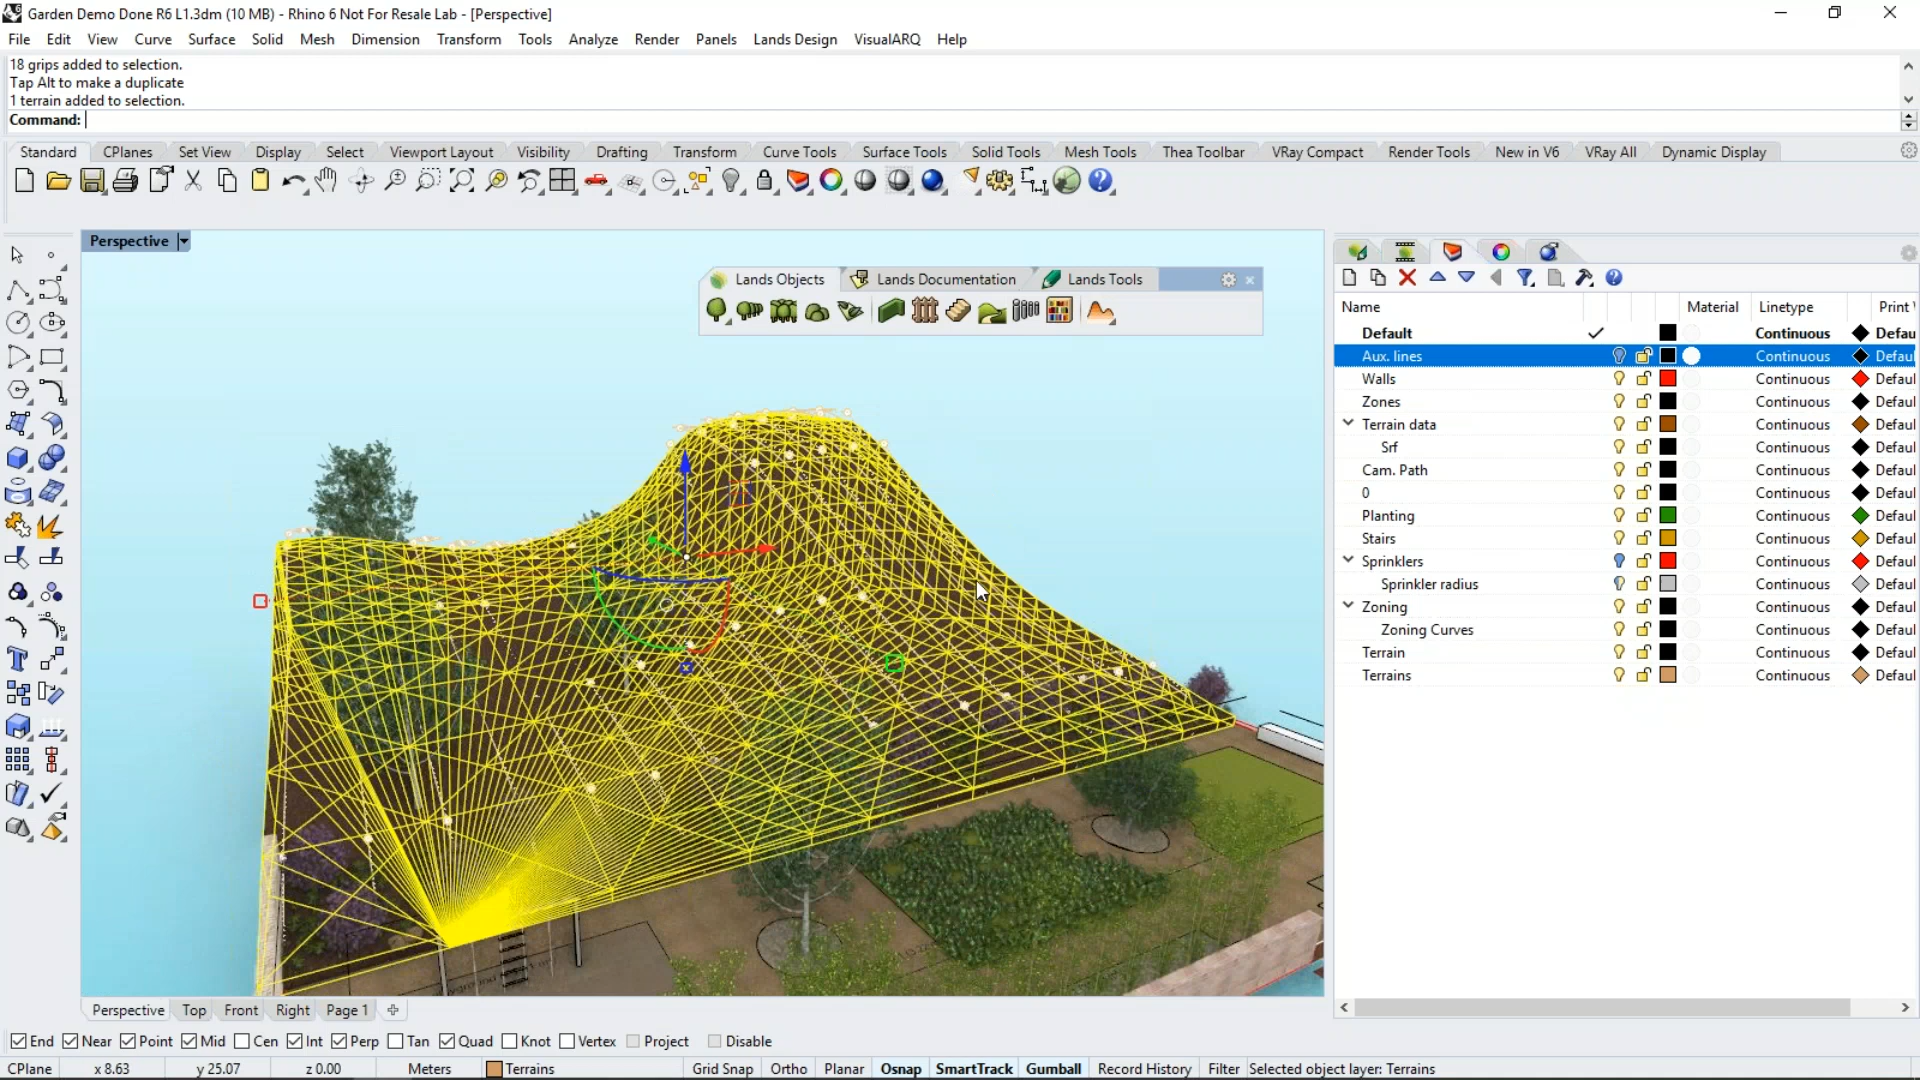 Garden Demo Done R6 L1.3dm (10 MB) - Rhino 6 Not For Resale Lab - [Perspective]
File Edit View Curve Surface Solid Mesh Dimension Transform Tools Analyze Render Panels Lands Design VisualARQ Help
18 grips added to selection.
Tap Alt to make a duplicate
1 terrain added to selection.
Command:
Standard CPlanes Set View Display Select Viewport Layout Visibility Drafting Transform Curve Tools Surface Tools Solid Tools Mesh Tools Thea Toolbar VRay Compact Render Tools New in V6 VRay All Dynamic Display
Perspective
Lands Objects Lands Documentation Lands Tools
Name Material Linetype Print
Default Continuous Defau
Aux. lines Continuous Defaul
Walls Continuous Defaul
Zones Continuous Defaul
Terrain data Continuous Defaul
Srf Continuous Defaul
Cam. Path Continuous Defaul
0 Continuous Defaul
Planting Continuous Defaul
Stairs Continuous Defaul
Sprinklers Continuous Defaul
Sprinkler radius Continuous Defaul
Zoning Continuous Defaul
Zoning Curves Continuous Defaul
Terrain Continuous Defaul
Terrains Continuous Defaul
Perspective Top Front Right Page 1
End Near Point Mid Cen Int Perp Tan Quad Knot Vertex Project Disable
CPlane x 8.63 y 25.07 z 0.00 Meters Terrains Grid Snap Ortho Planar Osnap SmartTrack Gumball Record History Filter Selected object layer: Terrains